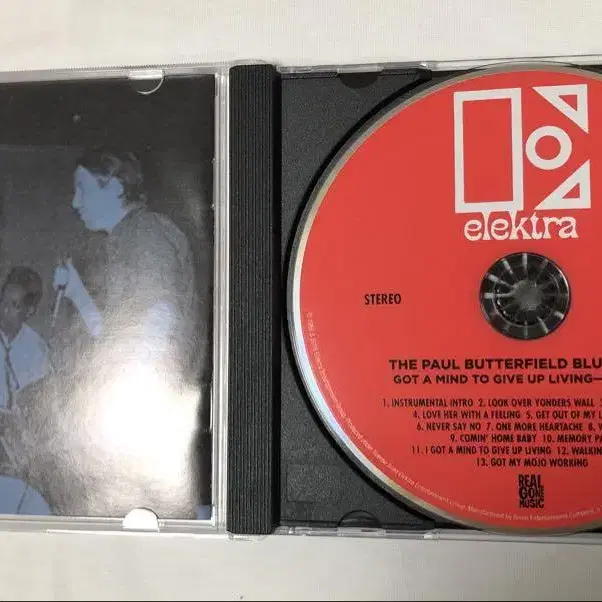 elektra
STEREO
THE PAUL BUTTERFIELD BLU
GOT A MIND TO GIVE UP LIVING—
1. INSTRUMENTAL INTRO 2. LOOK OVER YONDERS WALL
4. LOVE HER WITH A FEELING 5. GET OUT OF MY L
6. NEVER SAY NO 7. ONE MORE HEARTACHE 8.
9. COMIN' HOME BABY 10. MEMORY PA
11. I GOT A MIND TO GIVE UP LIVING 12. WALKIN
13. GOT MY MOJO WORKING
REAL
GONE
MUSIC